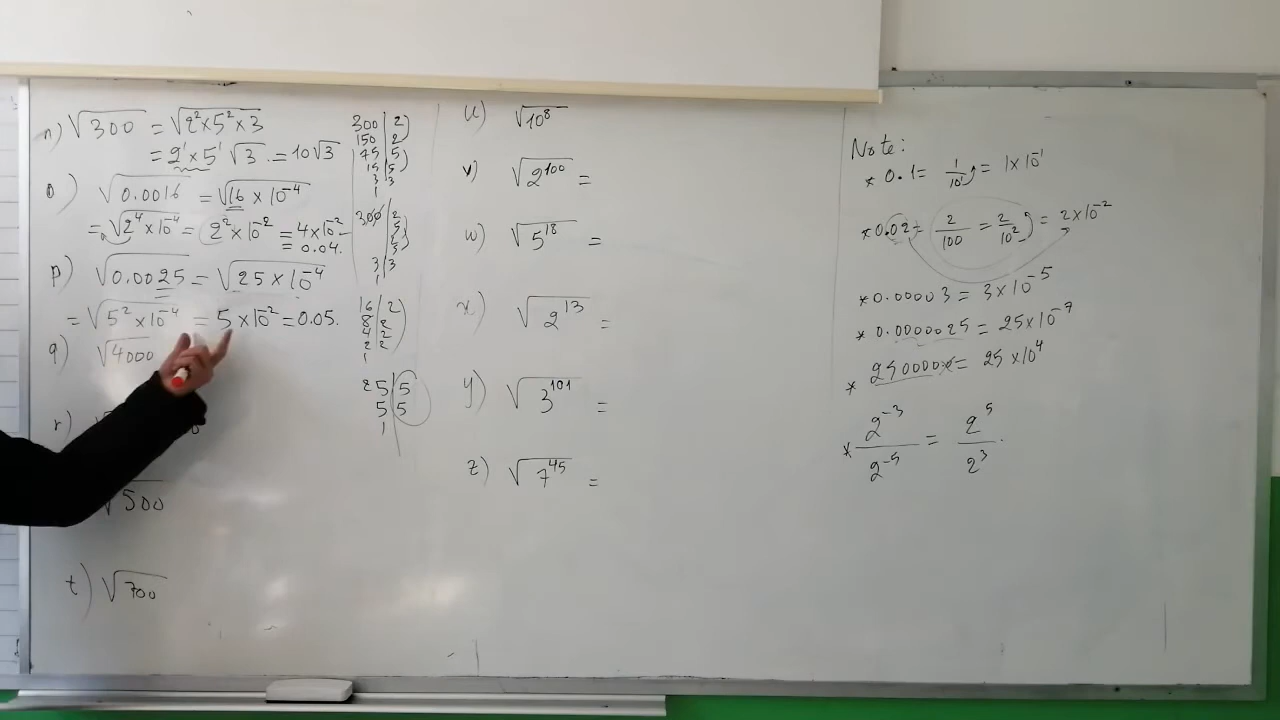 n) √300 = √2²×5²×3
= 2¹×5¹√3 = 10√3
o) √0.0016 = √16×10⁻⁴
= √2⁴×10⁻⁴ = 2²×10⁻² = 4×10⁻²
= 0.04.
p) √0.0025 = √25×10⁻⁴
= √5²×10⁻⁴ = 5×10⁻² = 0.05.
q) √4000
r)
√500
t) √700
300 | 2
150 | 2
75 | 5
15 | 5
3 | 3
1
300 | 2
5
3 | 3
1
16 | 2
8 | 2
4 | 2
2 | 2
1
25 | 5
5 | 5
1
u) √10⁸
v) √2¹⁰⁰ =
w) √5¹⁸ =
x) √2¹³ =
y) √3¹⁰¹ =
z) √7⁴⁵ =
Note:
* 0.1 = 1/10¹ = 1×10⁻¹
* 0.02 = 2/100 = 2/10² = 2×10⁻²
* 0.00003 = 3×10⁻⁵
* 0.0000025 = 25×10⁻⁷
* 250000 = 25×10⁴
* 2⁻³/2⁻⁵ = 2⁵/2³.